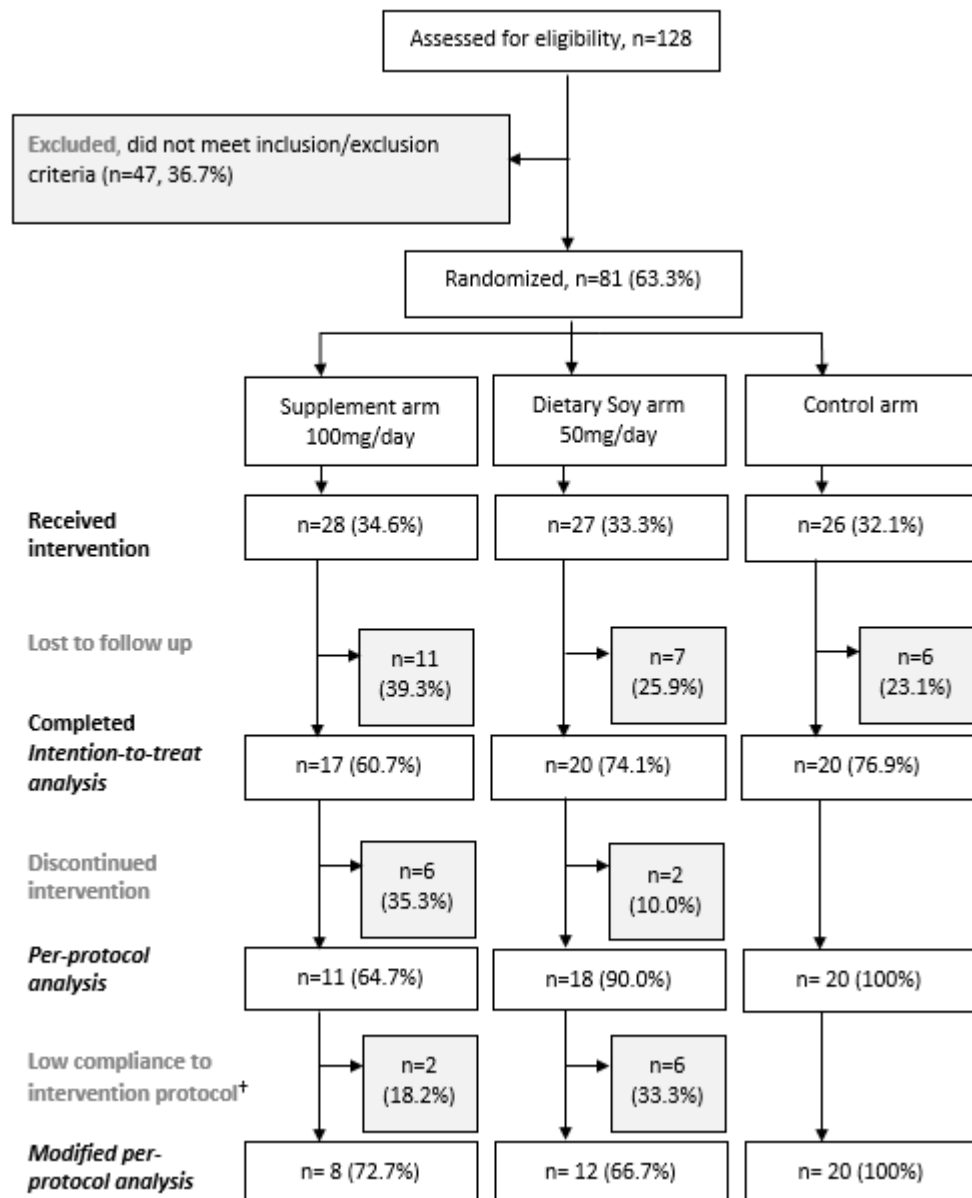 Assessed for eligibility, n=128
Excluded, did not meet inclusion/exclusion
criteria (n=47, 36.7%)
Randomized, n=81 (63.3%)
Supplement arm
100mg/day
Dietary Soy arm
50mg/day
Control arm
Received
intervention
n=28 (34.6%)
n=27 (33.3%)
n=26 (32.1%)
Lost to follow up
n=11
(39.3%)
n=7
(25.9%)
n=6
(23.1%)
Completed
Intention-to-treat
analysis
n=17 (60.7%)
n=20 (74.1%)
n=20 (76.9%)
Discontinued
intervention
n=6
(35.3%)
n=2
(10.0%)
Per-protocol
analysis
n=11 (64.7%)
n=18 (90.0%)
n= 20 (100%)
Low compliance to
intervention protocol†
n=2
(18.2%)
n=6
(33.3%)
Modified per-
protocol analysis
n= 8 (72.7%)
n= 12 (66.7%)
n= 20 (100%)